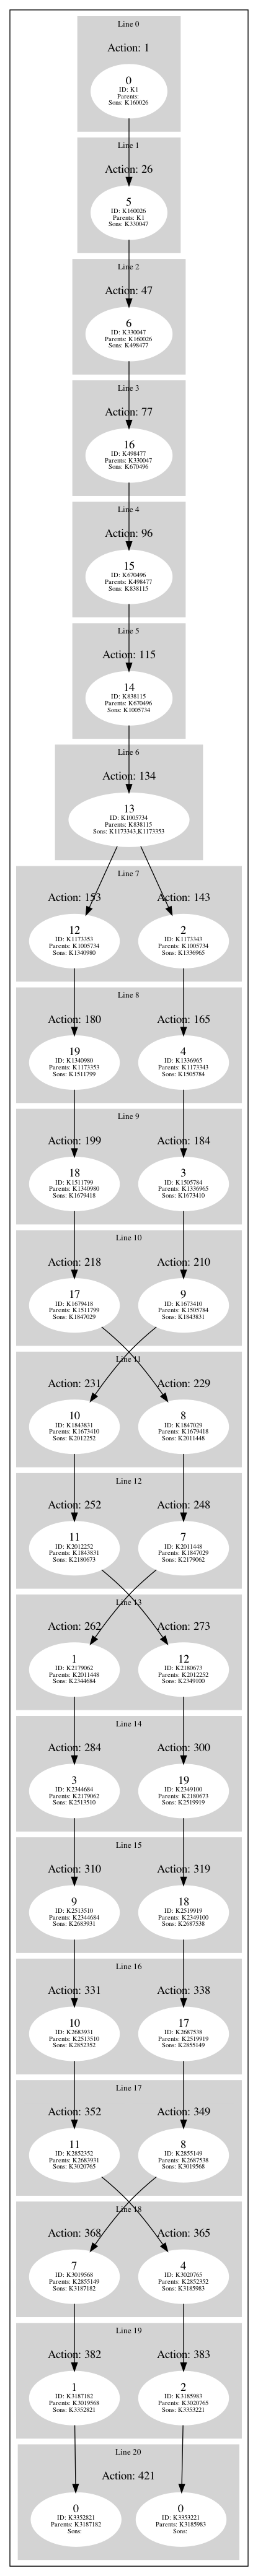 Line 0
Action: 1
0
ID: K1
Parents:
Sons: K160026
Line 1
Action: 26
5
ID: K160026
Parents: K1
Sons: K330047
Line 2
Action: 47
6
ID: K330047
Parents: K160026
Sons: K498477
Line 3
Action: 77
16
ID: K498477
Parents: K330047
Sons: K670496
Line 4
Action: 96
15
ID: K670496
Parents: K498477
Sons: K838115
Line 5
Action: 115
14
ID: K838115
Parents: K670496
Sons: K1005734
Line 6
Action: 134
13
ID: K1005734
Parents: K838115
Sons: K1173343,K1173353
Line 7
Action: 153
12
ID: K1173353
Parents: K1005734
Sons: K1340980
Action: 143
2
ID: K1173343
Parents: K1005734
Sons: K1336965
Line 8
Action: 180
19
ID: K1340980
Parents: K1173353
Sons: K1511799
Action: 165
4
ID: K1336965
Parents: K1173343
Sons: K1505784
Line 9
Action: 199
18
ID: K1511799
Parents: K1340980
Sons: K1679418
Action: 184
3
ID: K1505784
Parents: K1336965
Sons: K1673410
Line 10
Action: 218
17
ID: K1679418
Parents: K1511799
Sons: K1847029
Action: 210
9
ID: K1673410
Parents: K1505784
Sons: K1843831
Line 11
Action: 231
10
ID: K1843831
Parents: K1673410
Sons: K2012252
Action: 229
8
ID: K1847029
Parents: K1679418
Sons: K2011448
Line 12
Action: 252
11
ID: K2012252
Parents: K1843831
Sons: K2180673
Action: 248
7
ID: K2011448
Parents: K1847029
Sons: K2179062
Line 13
Action: 262
1
ID: K2179062
Parents: K2011448
Sons: K2344684
Action: 273
12
ID: K2180673
Parents: K2012252
Sons: K2349100
Line 14
Action: 284
3
ID: K2344684
Parents: K2179062
Sons: K2513510
Action: 300
19
ID: K2349100
Parents: K2180673
Sons: K2519919
Line 15
Action: 310
9
ID: K2513510
Parents: K2344684
Sons: K2683931
Action: 319
18
ID: K2519919
Parents: K2349100
Sons: K2687538
Line 16
Action: 331
10
ID: K2683931
Parents: K2513510
Sons: K2852352
Action: 338
17
ID: K2687538
Parents: K2519919
Sons: K2855149
Line 17
Action: 352
11
ID: K2852352
Parents: K2683931
Sons: K3020765
Action: 349
8
ID: K2855149
Parents: K2687538
Sons: K3019568
Line 18
Action: 368
7
ID: K3019568
Parents: K2855149
Sons: K3187182
Action: 365
4
ID: K3020765
Parents: K2852352
Sons: K3185983
Line 19
Action: 382
1
ID: K3187182
Parents: K3019568
Sons: K3352821
Action: 383
2
ID: K3185983
Parents: K3020765
Sons: K3353221
Line 20
Action: 421
0
ID: K3352821
Parents: K3187182
Sons:
0
ID: K3353221
Parents: K3185983
Sons: